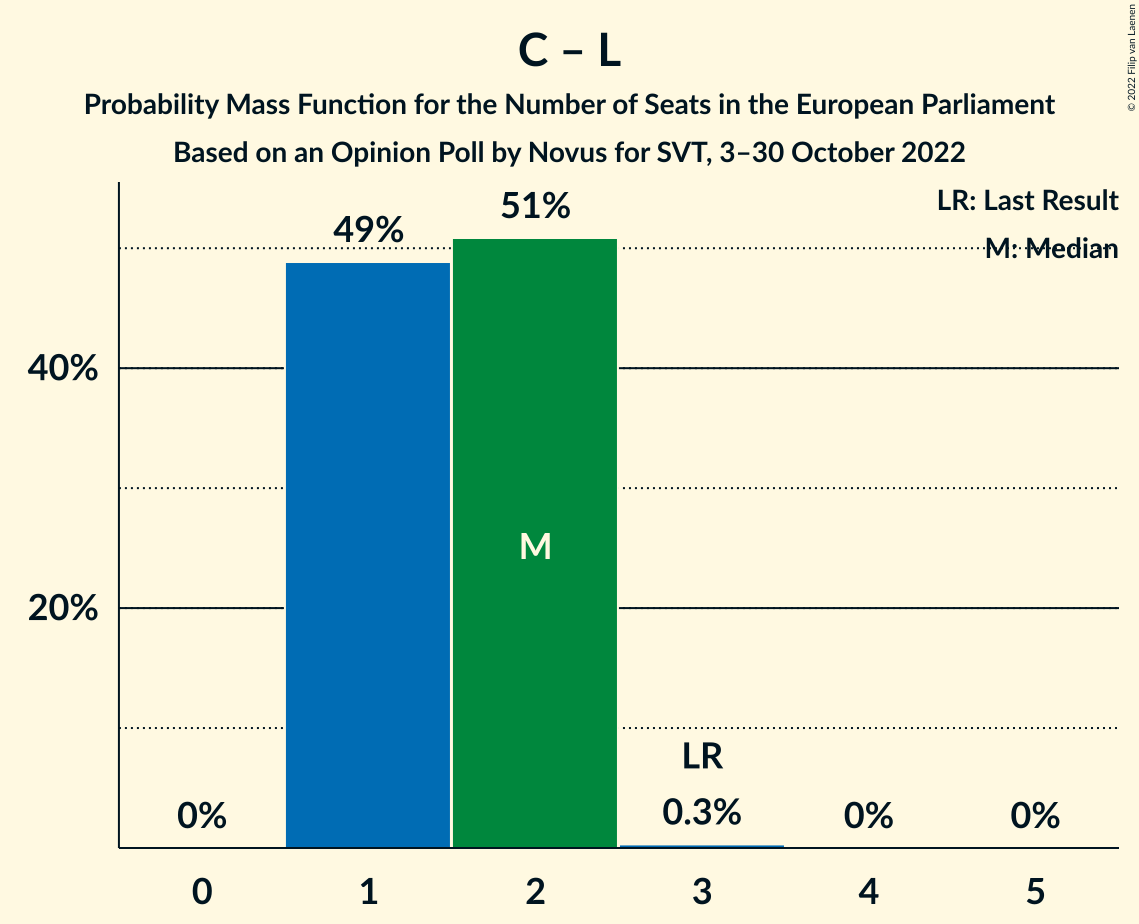 C – L
Probability Mass Function for the Number of Seats in the European Parliament
Based on an Opinion Poll by Novus for SVT, 3–30 October 2022
© 2022 Filip van Laenen
LR: Last Result
M: Median
51%
49%
40%
M
20%
LR
0%
0.3%
0%
0%
0 1 2 3 4 5